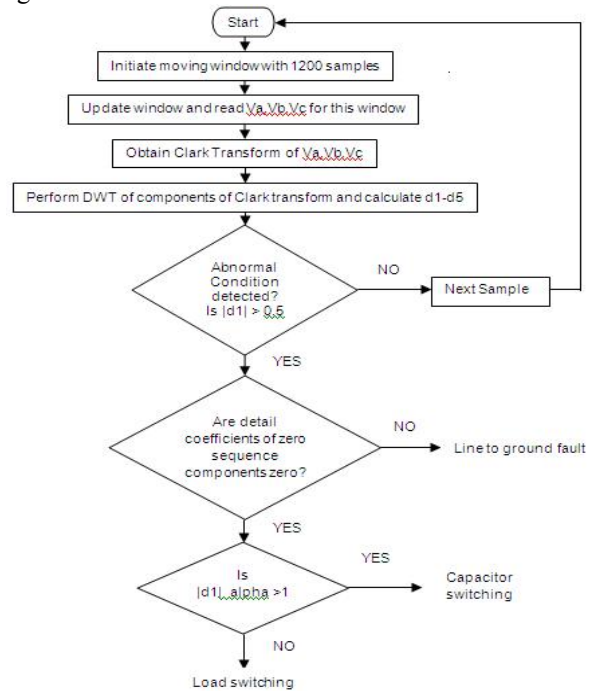 Start
Initiate moving window with 1200 samples
Update window and read Va,Vb,Vc for this window
Obtain Clark Transform of Va,Vb,Vc
Perform DWT of components of Clark transform and calculate d1-d5
Abnormal
Condition
detected?
Is |d1| > 0.5
NO
Next Sample
YES
Are detail
coefficients of zero
sequence
components zero?
NO
Line to ground fault
YES
Is
|d1|_alpha >1
YES
Capacitor
switching
NO
Load switching